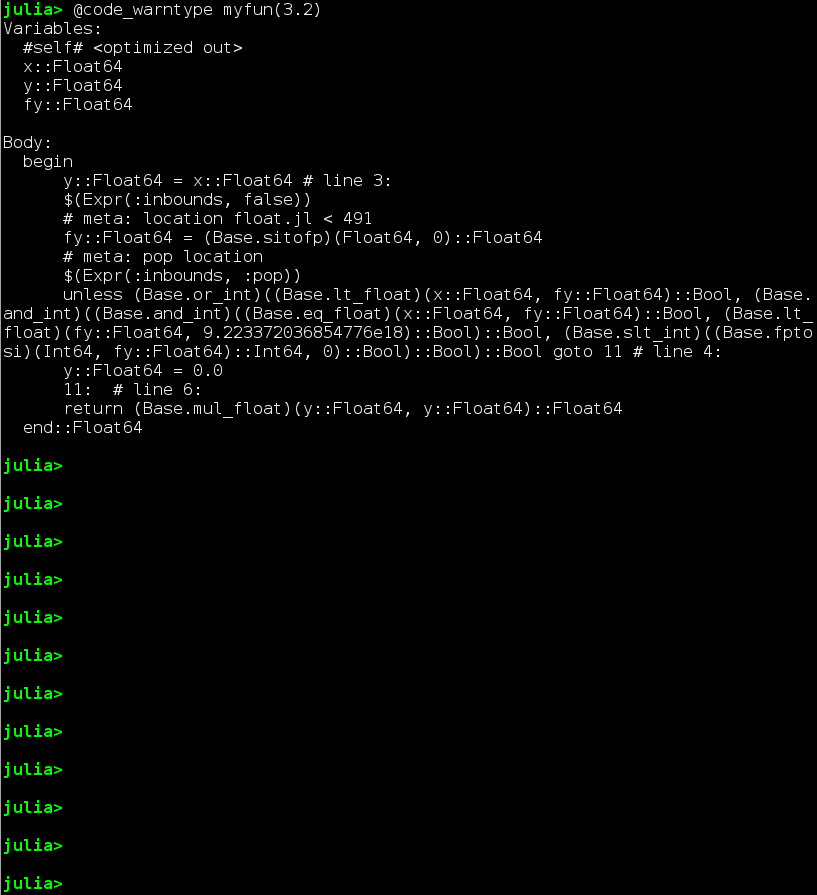 julia> @code_warntype myfun(3.2)
Variables:
  #self# <optimized out>
  x::Float64
  y::Float64
  fy::Float64

Body:
  begin
      y::Float64 = x::Float64 # line 3:
      $(Expr(:inbounds, false))
      # meta: location float.jl < 491
      fy::Float64 = (Base.sitofp)(Float64, 0)::Float64
      # meta: pop location
      $(Expr(:inbounds, :pop))
      unless (Base.or_int)((Base.lt_float)(x::Float64, fy::Float64)::Bool, (Base.
and_int)((Base.and_int)((Base.eq_float)(x::Float64, fy::Float64)::Bool, (Base.lt_
float)(fy::Float64, 9.223372036854776e18)::Bool)::Bool, (Base.slt_int)((Base.fpto
si)(Int64, fy::Float64)::Int64, 0)::Bool)::Bool)::Bool goto 11 # line 4:
      y::Float64 = 0.0
      11:  # line 6:
      return (Base.mul_float)(y::Float64, y::Float64)::Float64
  end::Float64

julia>

julia>

julia>

julia>

julia>

julia>

julia>

julia>

julia>

julia>

julia>

julia>